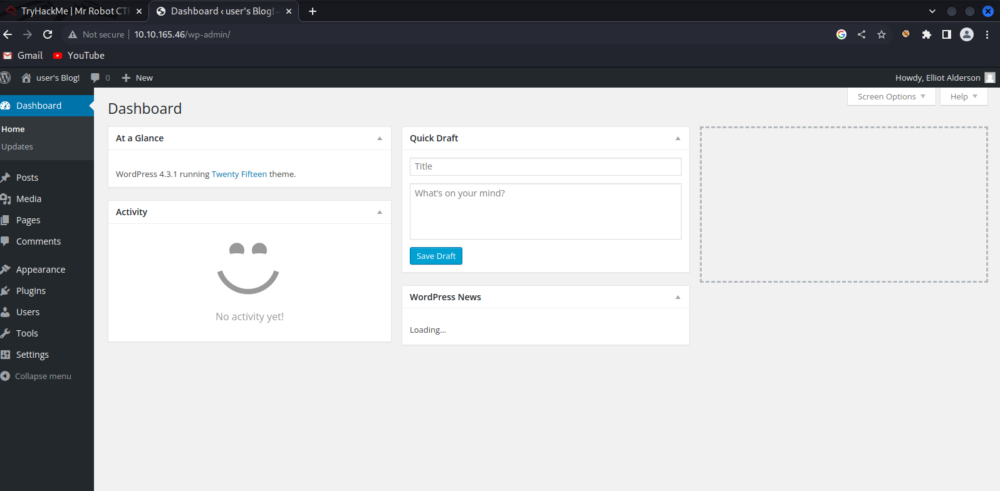 TryHackMe | Mr Robot CTF
Dashboard ‹ user's Blog! —
Not secure
10.10.165.46/wp-admin/
Gmail
YouTube
user's Blog!
0
New
Howdy, Elliot Alderson
Dashboard
Home
Updates
Posts
Media
Pages
Comments
Appearance
Plugins
Users
Tools
Settings
Collapse menu
Screen Options
Help
Dashboard
At a Glance
WordPress 4.3.1 running Twenty Fifteen theme.
Activity
No activity yet!
Quick Draft
Title
What's on your mind?
Save Draft
WordPress News
Loading...